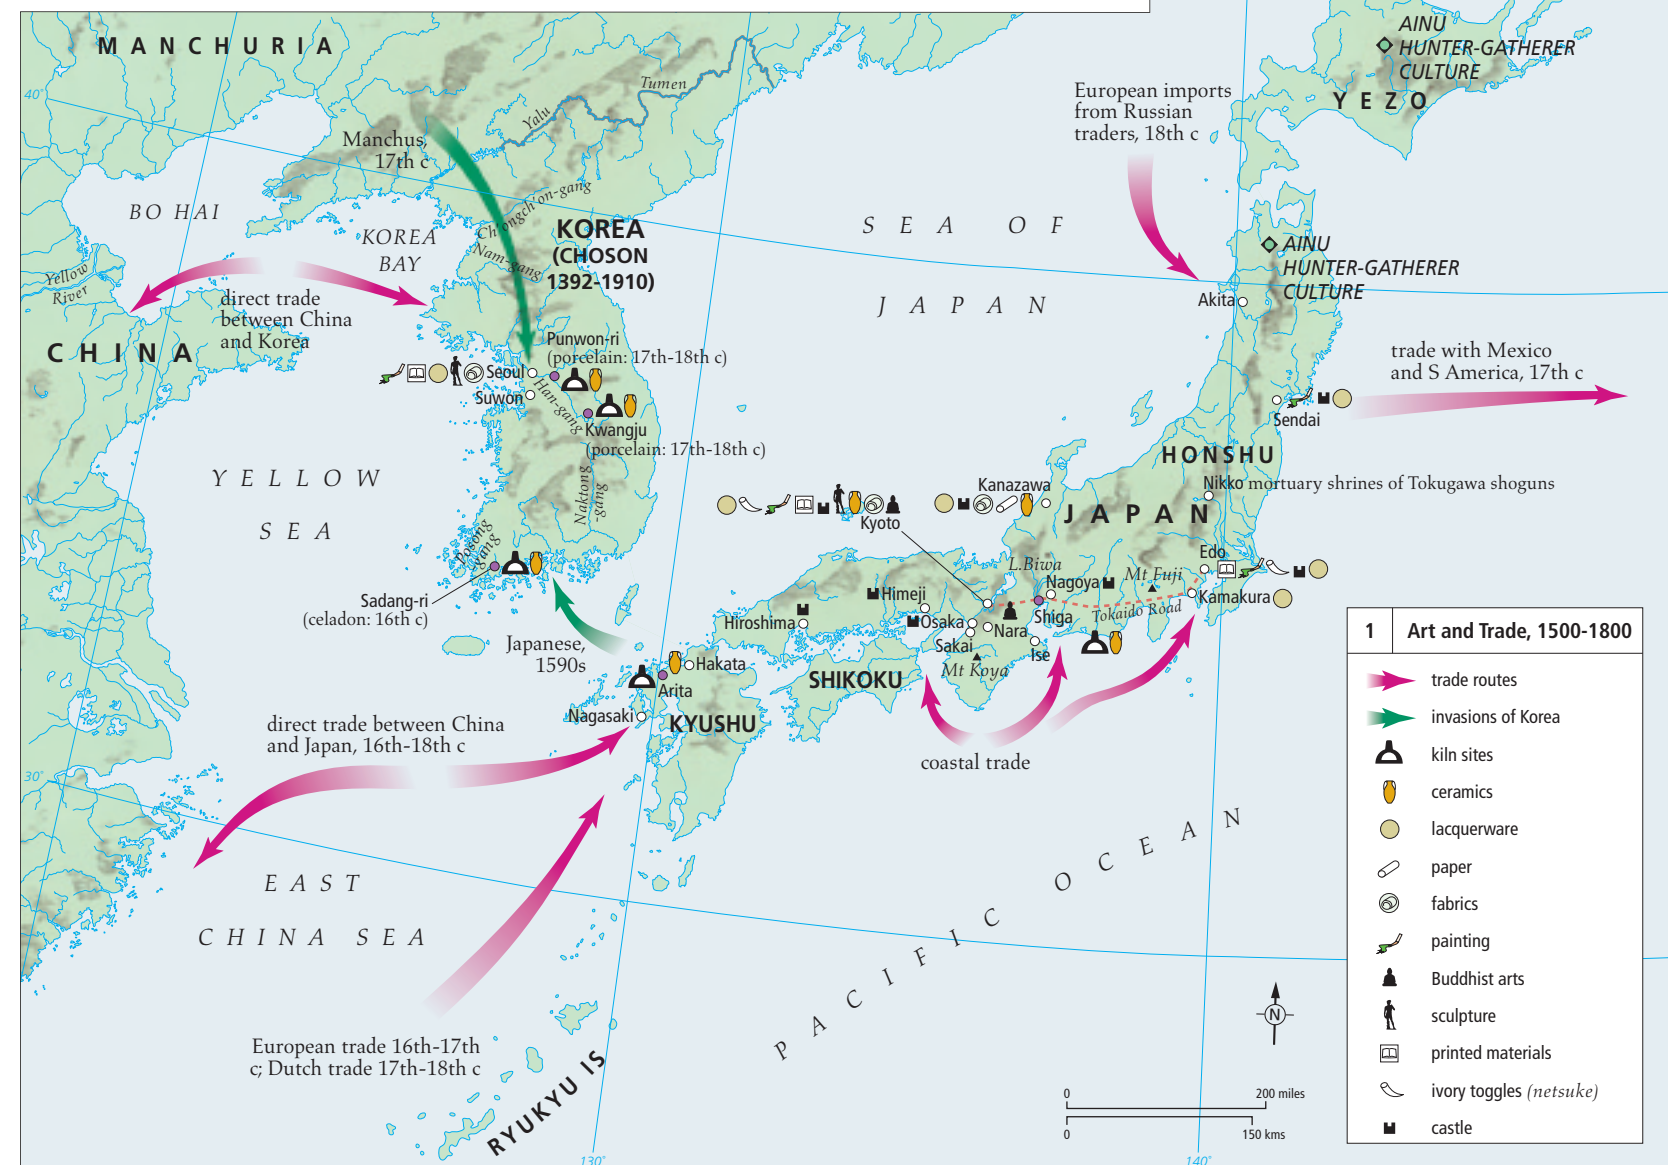 MANCHURIA
40°
Tumen
Yalu
Manchus,
17th c
BO HAI
KOREA
BAY
Ch'ongch'on-gang
Nam-gang
KOREA
(CHOSON
1392-1910)
SEA OF
JAPAN
European imports
from Russian
traders, 18th c
AINU
HUNTER-GATHERER
CULTURE
YEZO
AINU
HUNTER-GATHERER
CULTURE
Akita
Yellow
River
direct trade
between China
and Korea
CHINA
Punwon-ri
(porcelain: 17th-18th c)
Seoul
Suwon
Han-gang
Kwangju
(porcelain: 17th-18th c)
trade with Mexico
and S America, 17th c
Sendai
HONSHU
Nikko mortuary shrines of Tokugawa shoguns
YELLOW
SEA
Naktong
-gang
Posong
-gang
Kanazawa
Kyoto
JAPAN
Edo
L.Biwa
Nagoya
Mt Fuji
Kamakura
Tokaido Road
Sadang-ri
(celadon: 16th c)
Himeji
Hiroshima
Osaka
Sakai
Nara
Shiga
Ise
Mt Koya
Japanese,
1590s
Hakata
Arita
Nagasaki
KYUSHU
SHIKOKU
direct trade between China
and Japan, 16th-18th c
coastal trade
30°
EAST
CHINA SEA
PACIFIC OCEAN
European trade 16th-17th
c; Dutch trade 17th-18th c
RYUKYU IS
130°
140°
N
0 200 miles
0 150 kms
1 Art and Trade, 1500-1800
trade routes
invasions of Korea
kiln sites
ceramics
lacquerware
paper
fabrics
painting
Buddhist arts
sculpture
printed materials
ivory toggles (netsuke)
castle